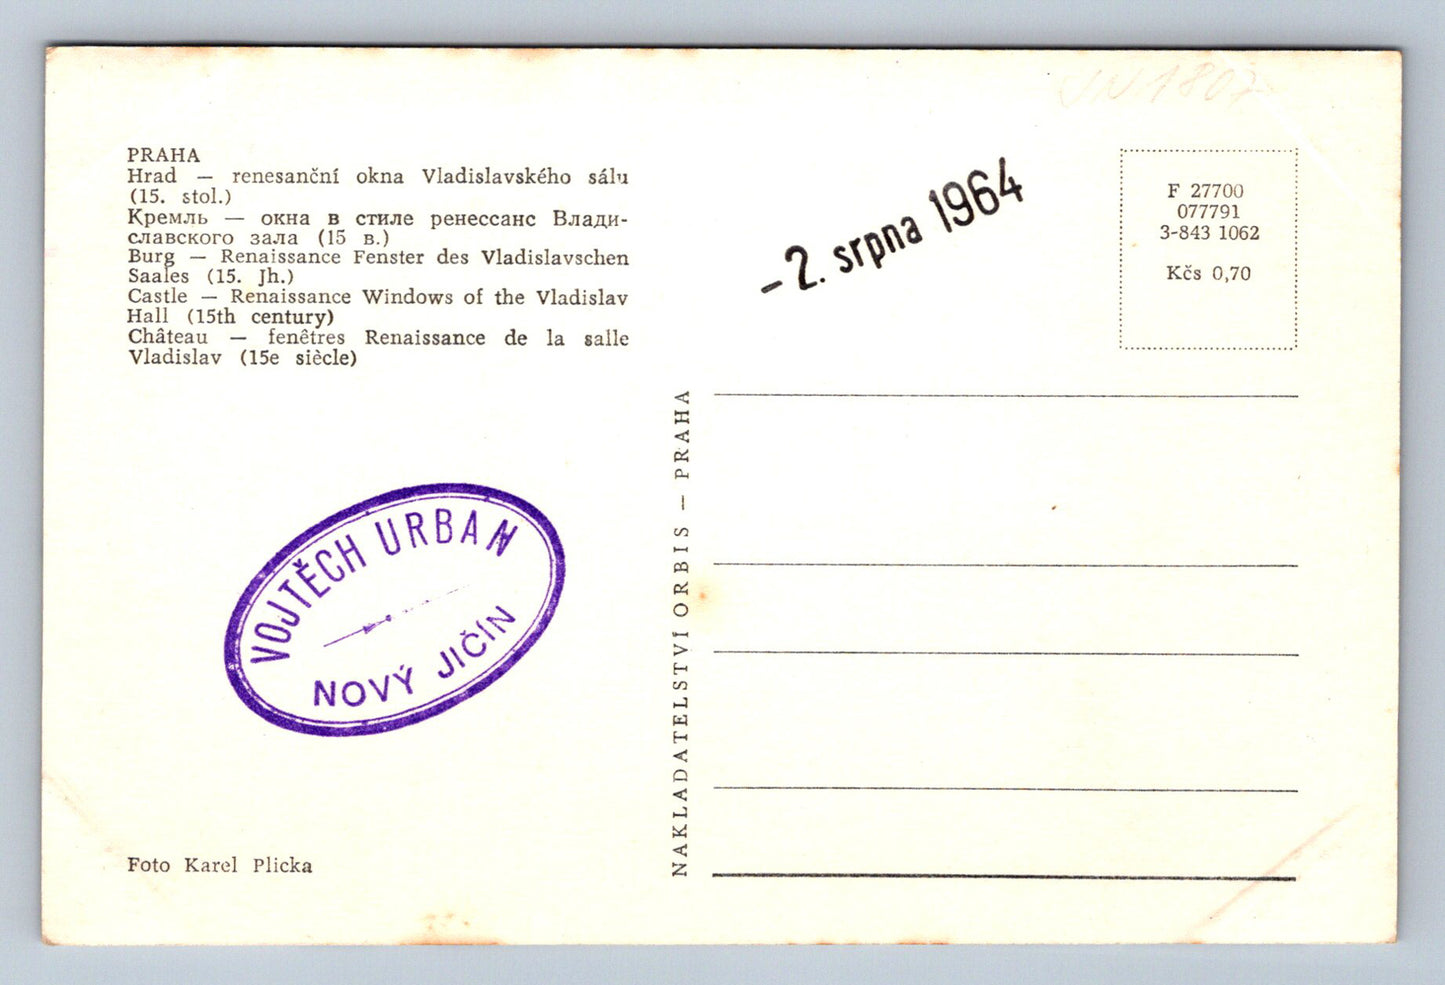 PRAHA
Hrad — renesanční okna Vladislavského sálu
(15. stol.)
Кремль — окна в стиле ренессанс Влади-
славского зала (15 в.)
Burg — Renaissance Fenster des Vladislavschen
Saales (15. Jh.)
Castle — Renaissance Windows of the Vladislav
Hall (15th century)
Château — fenêtres Renaissance de la salle
Vladislav (15e siècle)
VOJTĚCH URBAN
NOVÝ JIČÍN
Foto Karel Plicka
NAKLADATELSTVÍ ORBIS — PRAHA
– 2. srpna 1964
F 27700
077791
3-843 1062
Kčs 0,70